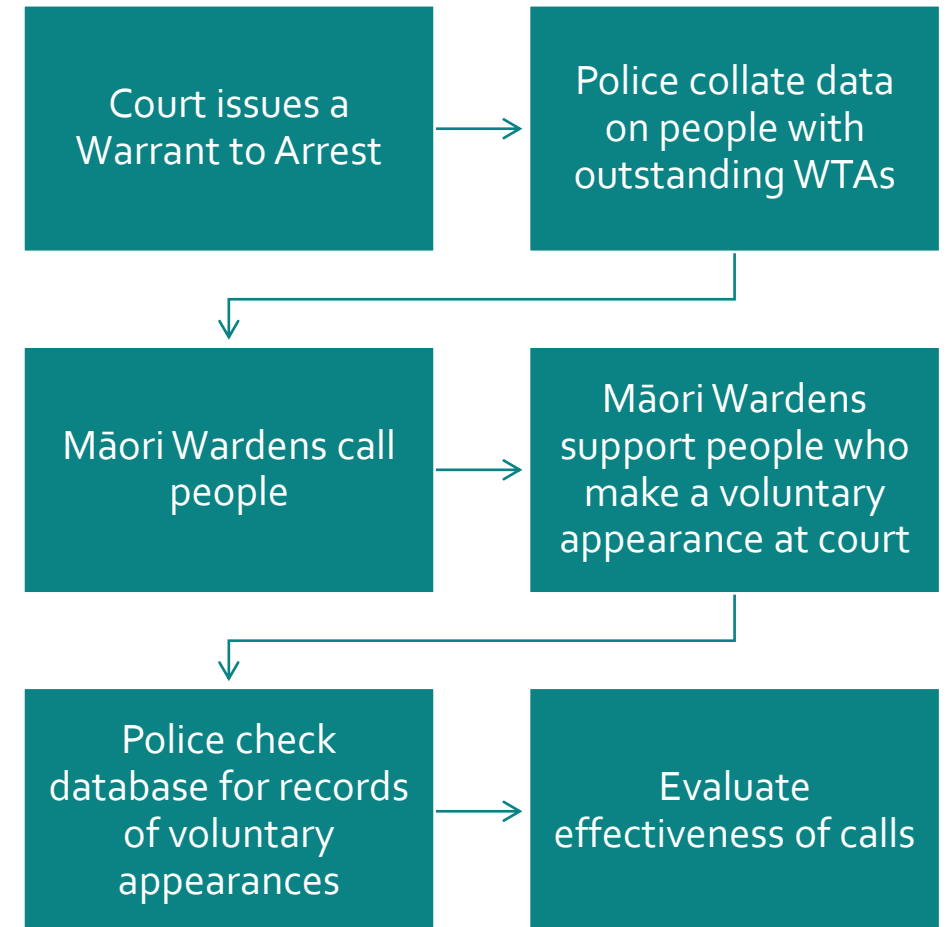 Court issues a
Warrant to Arrest
Police collate data
on people with
outstanding WTAs
Māori Wardens call
people
Māori Wardens
support people who
make a voluntary
appearance at court
Police check
database for records
of voluntary
appearances
Evaluate
effectiveness of calls